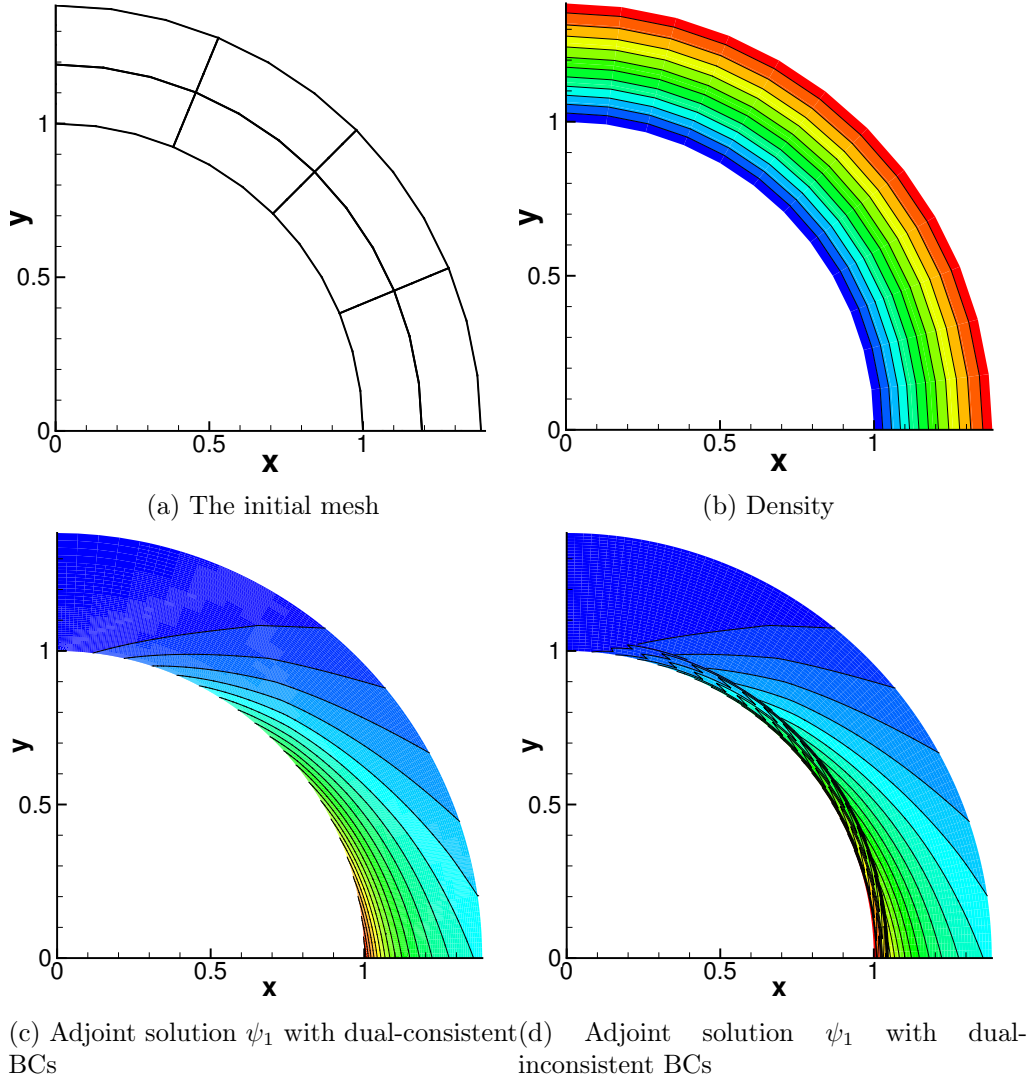 y
1
0.5
0
0
0.5
1
x
(a) The initial mesh
y
1
0.5
0
0
0.5
1
x
(b) Density
y
1
0.5
0
0
0.5
1
x
(c) Adjoint solution ψ₁ with dual-consistent
BCs
y
1
0.5
0
0
0.5
1
x
(d) Adjoint solution ψ₁ with dual-
inconsistent BCs